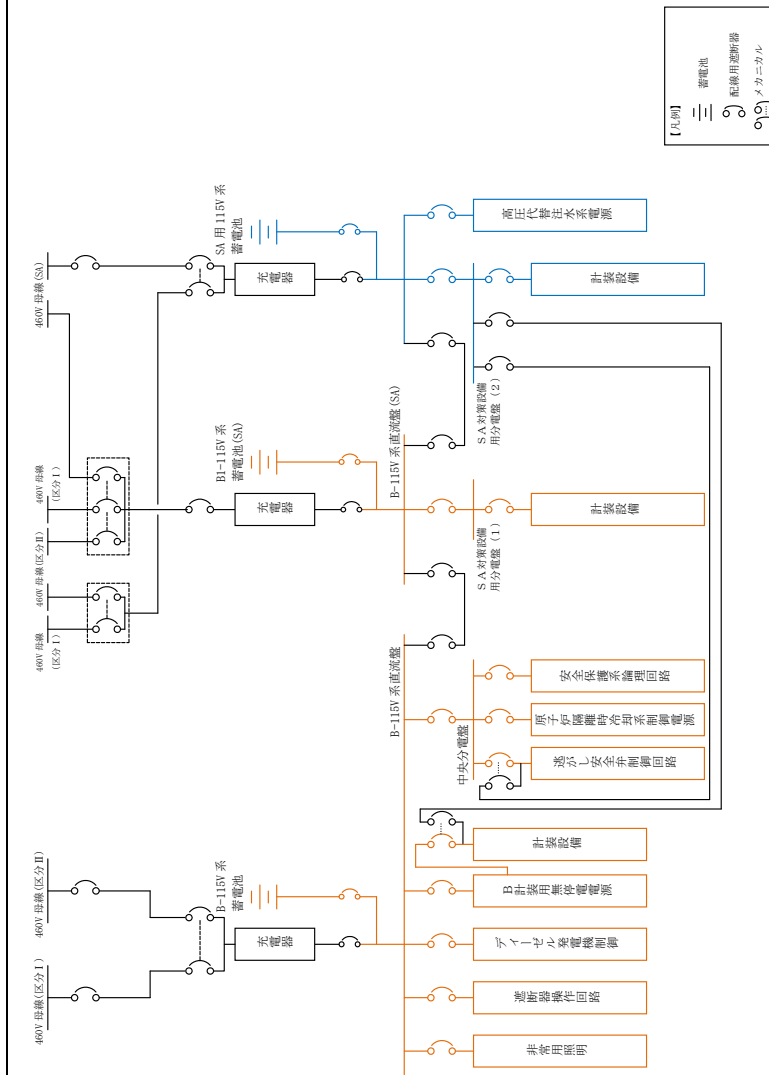 460V 母線(区分Ⅰ)
460V 母線(区分Ⅱ)
B-115V 系
蓄電池
充電器
460V 母線
(区分Ⅰ)
460V 母線(区分Ⅱ)
460V 母線
(区分Ⅰ)
460V 母線(SA)
B1-115V 系
蓄電池(SA)
充電器
SA 用 115V 系
蓄電池
充電器
B-115V 系直流盤
B-115V 系直流盤(SA)
中央分電盤
SA対策設備
用分電盤(1)
SA対策設備
用分電盤(2)
非常用照明
遮断器操作回路
ディーゼル発電機制御
B計装用無停電電源
計装設備
逃がし安全弁制御回路
原子炉隔離時冷却系制御電源
安全保護系論理回路
計装設備
計装設備
高圧代替注水系電源
【凡例】
蓄電池
配線用遮断器
メカニカル